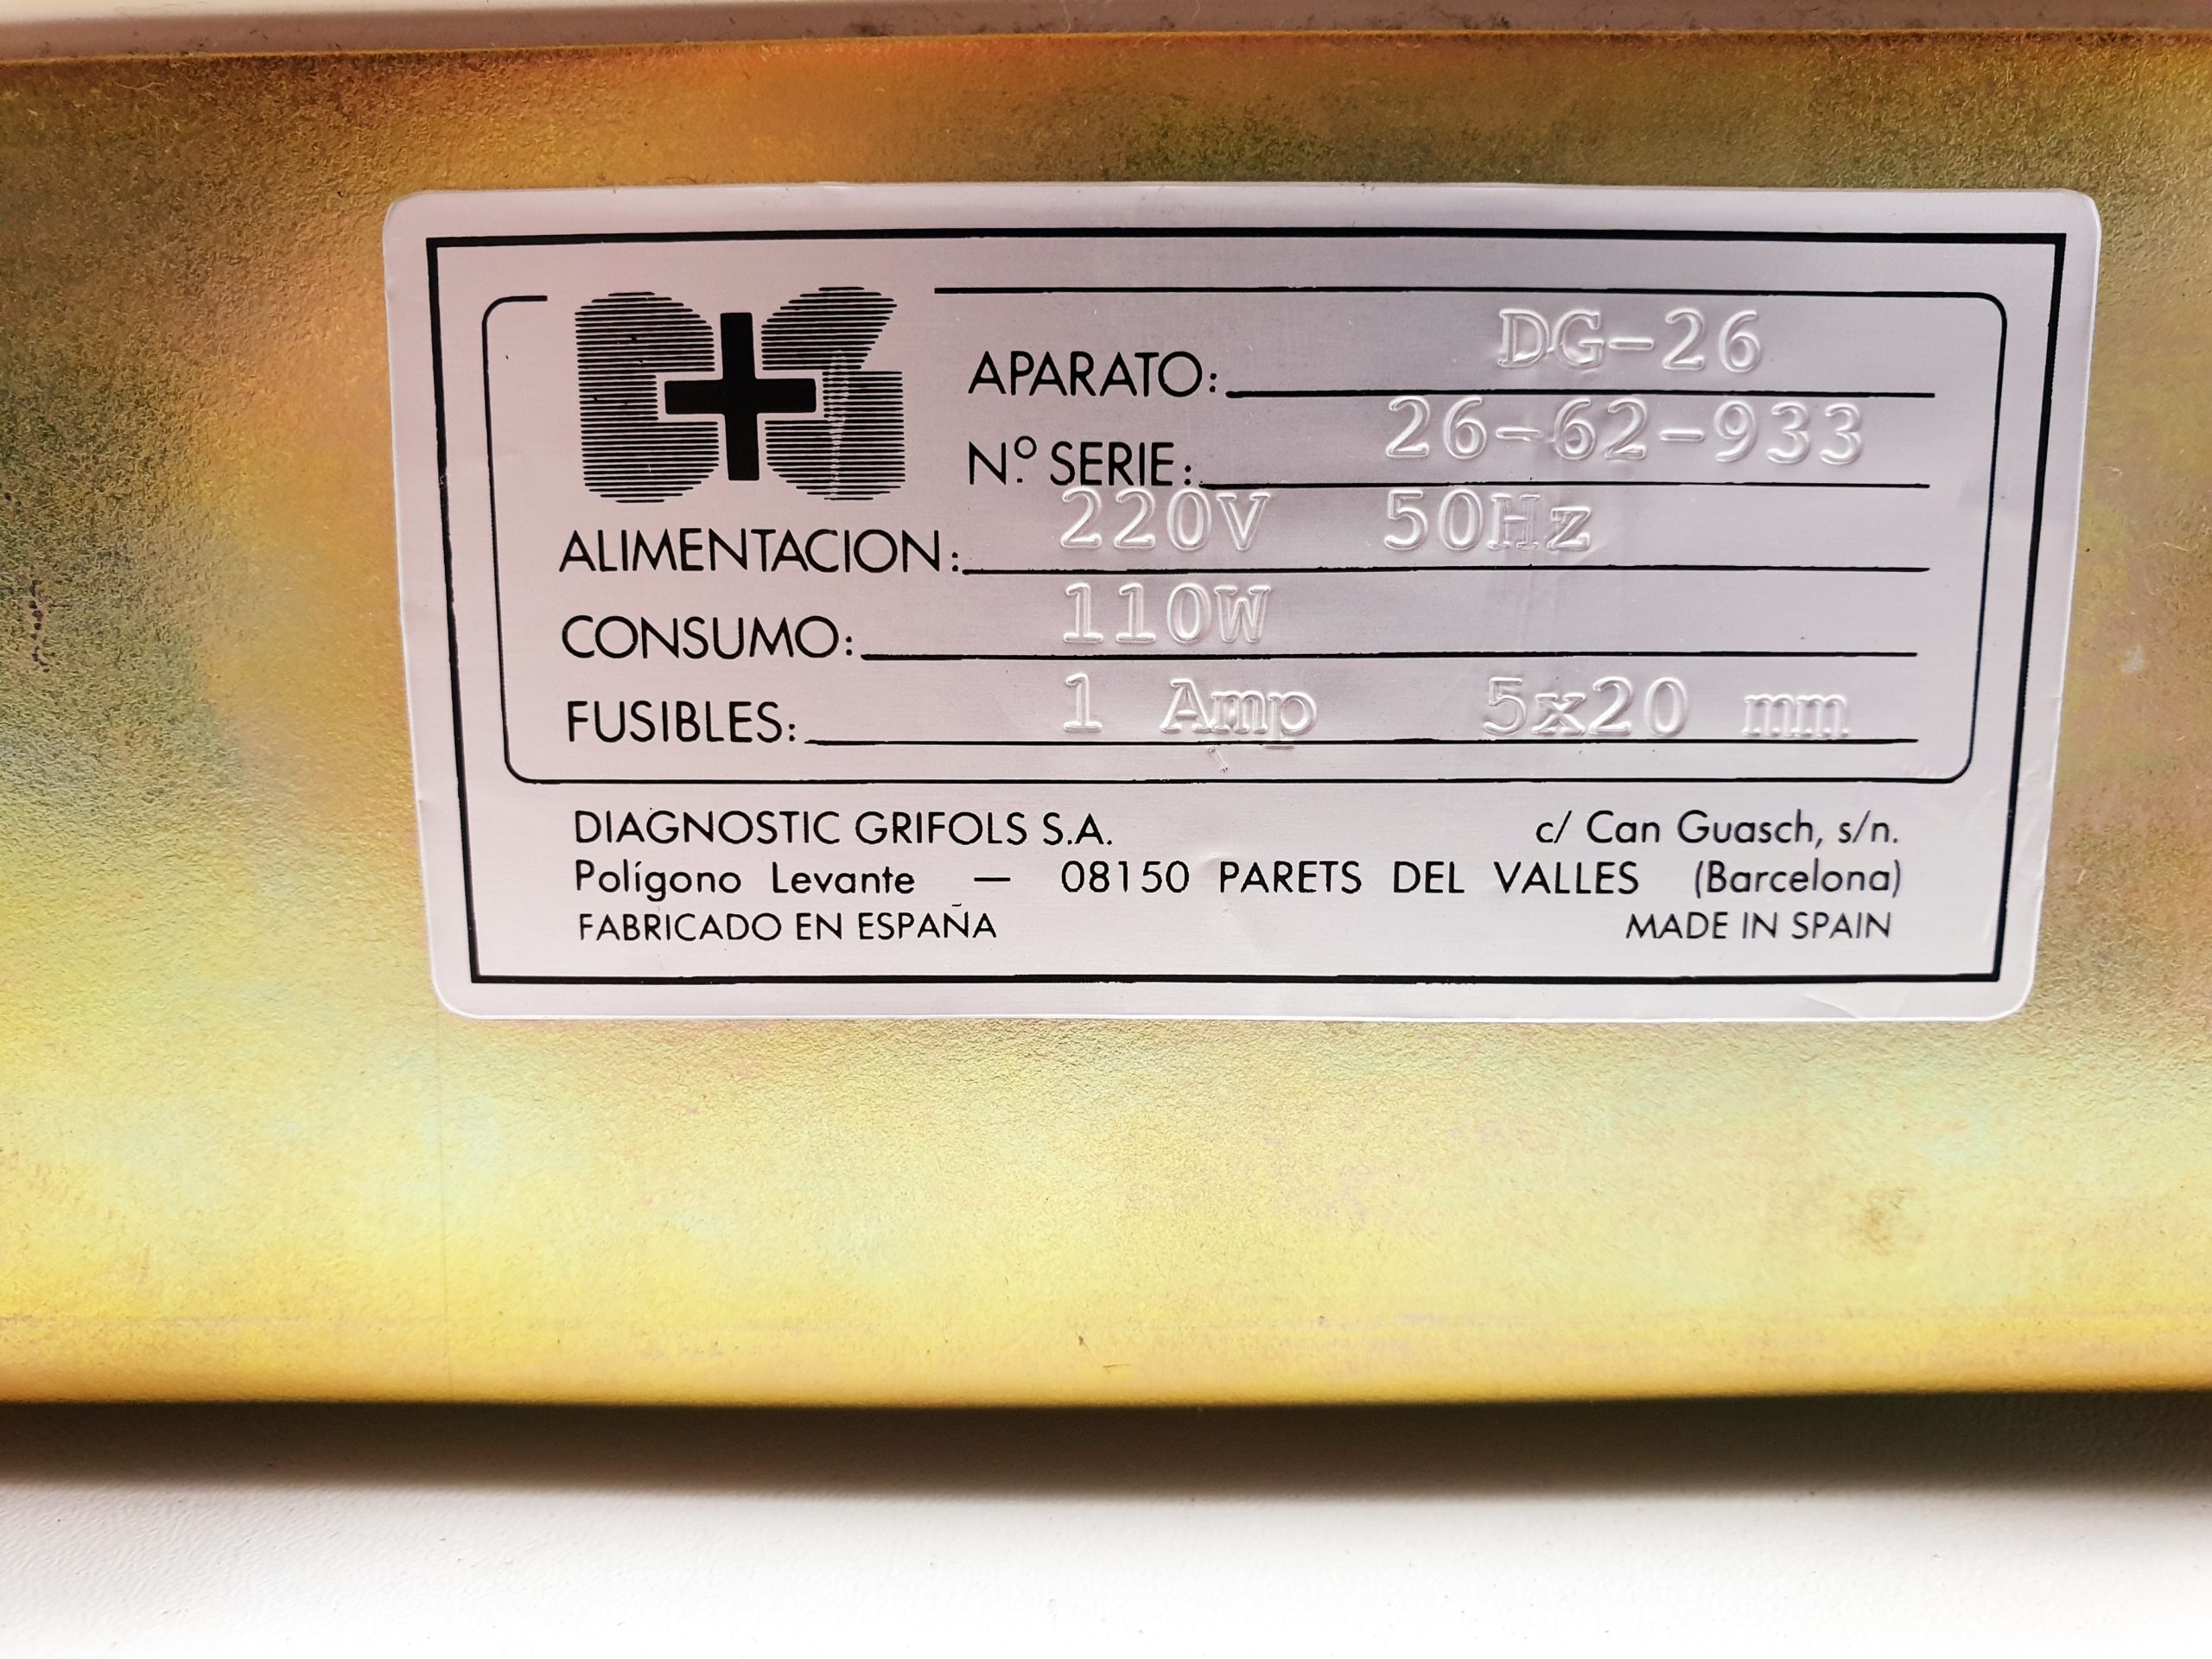 D+G
APARATO: DG-26
N.º SERIE: 26-62-933
ALIMENTACION: 220V 50Hz
CONSUMO: 110W
FUSIBLES: 1 Amp 5x20 mm
DIAGNOSTIC GRIFOLS S.A. c/ Can Guasch, s/n.
Polígono Levante — 08150 PARETS DEL VALLES (Barcelona)
FABRICADO EN ESPAÑA MADE IN SPAIN